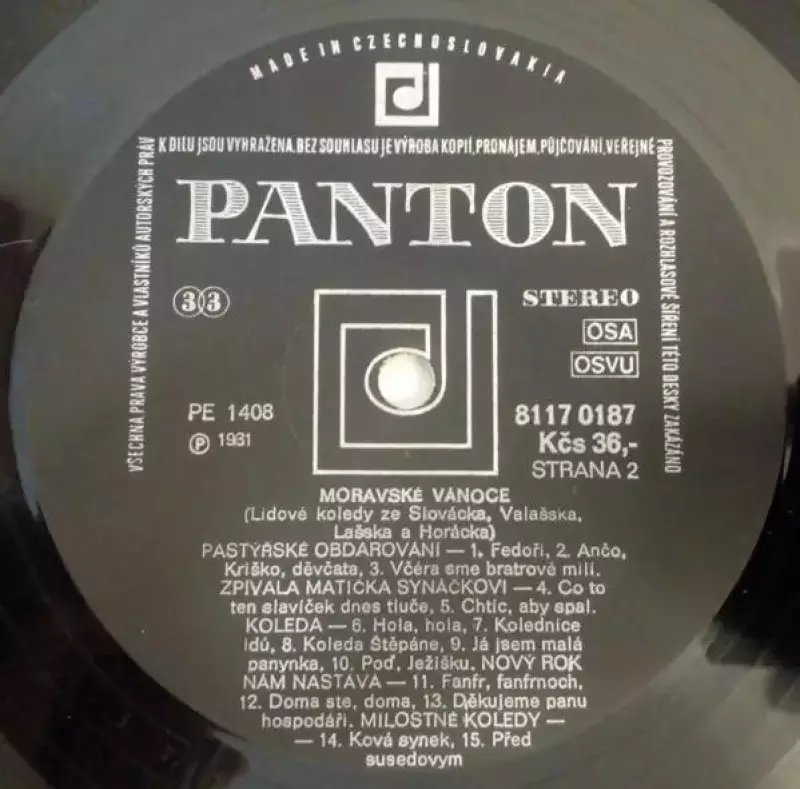 MADE IN CZECHOSLOVAKIA
VŠECHNA PRÁVA VÝROBCE A VLASTNÍKŮ AUTORSKÝCH PRÁV
K DÍLU JSOU VYHRAŽENA. BEZ SOUHLASU JE VÝROBA KOPIÍ, PRONÁJEM, PŮJČOVÁNÍ, VEŘEJNÉ
PROVOZOVÁNÍ A ROZHLASOVÉ ŠÍŘENÍ TÉTO DESKY ZAKÁZÁNO
PANTON
33
STEREO
OSA
OSVU
PE 1408
Ⓟ 1981
8117 0187
Kčs 36,-
STRANA 2
MORAVSKÉ VÁNOCE
(Lidové koledy ze Slovácka, Valašska,
Lašska a Horácka)
PASTÝŘSKÉ OBDAROVÁNÍ — 1. Fedoři, 2. Ančo,
Kriško, děvčata, 3. Včéra sme bratrové milí.
ZPÍVALA MATIČKA SYNÁČKOVI — 4. Co to
ten slavíček dnes tluče, 5. Chtíc, aby spal.
KOLEDA — 6. Hola, hola, 7. Kolednice
idú, 8. Koleda Štěpáne, 9. Já jsem malá
panynka, 10. Poď, Ježišku. NOVÝ ROK
NÁM NASTÁVÁ — 11. Fanfr, fanfrnoch,
12. Doma ste, doma, 13. Děkujeme panu
hospodáři. MILOSTNÉ KOLEDY —
— 14. Ková synek, 15. Před
susedovym